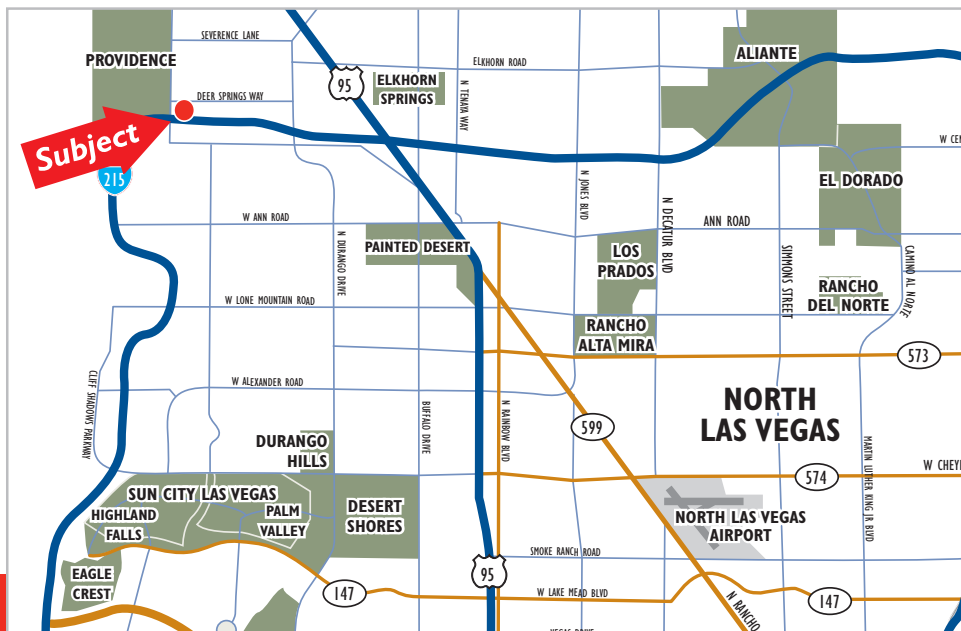 SEVERENCE LANE
PROVIDENCE
ALIANTE
ELKHORN ROAD
95
ELKHORN
SPRINGS
N TENAYA WAY
DEER SPRINGS WAY
Subject
215
W CEN
EL DORADO
N JONES BLVD
N DECATUR BLVD
W ANN ROAD
ANN ROAD
N DURANGO DRIVE
PAINTED DESERT
LOS
PRADOS
SIMMONS STREET
CAMINO AL NORTE
RANCHO
DEL NORTE
W LONE MOUNTAIN ROAD
RANCHO
ALTA MIRA
573
CLIFF SHADOWS PARKWAY
W ALEXANDER ROAD
BUFFALO DRIVE
N RAINBOW BLVD
NORTH
LAS VEGAS
599
DURANGO
HILLS
MARTIN LUTHER KING JR BLVD
W CHEYE
574
SUN CITY LAS VEGAS
HIGHLAND
FALLS
PALM
VALLEY
DESERT
SHORES
NORTH LAS VEGAS
AIRPORT
SMOKE RANCH ROAD
EAGLE
CREST
95
147
W LAKE MEAD BLVD
147
N RANCHO